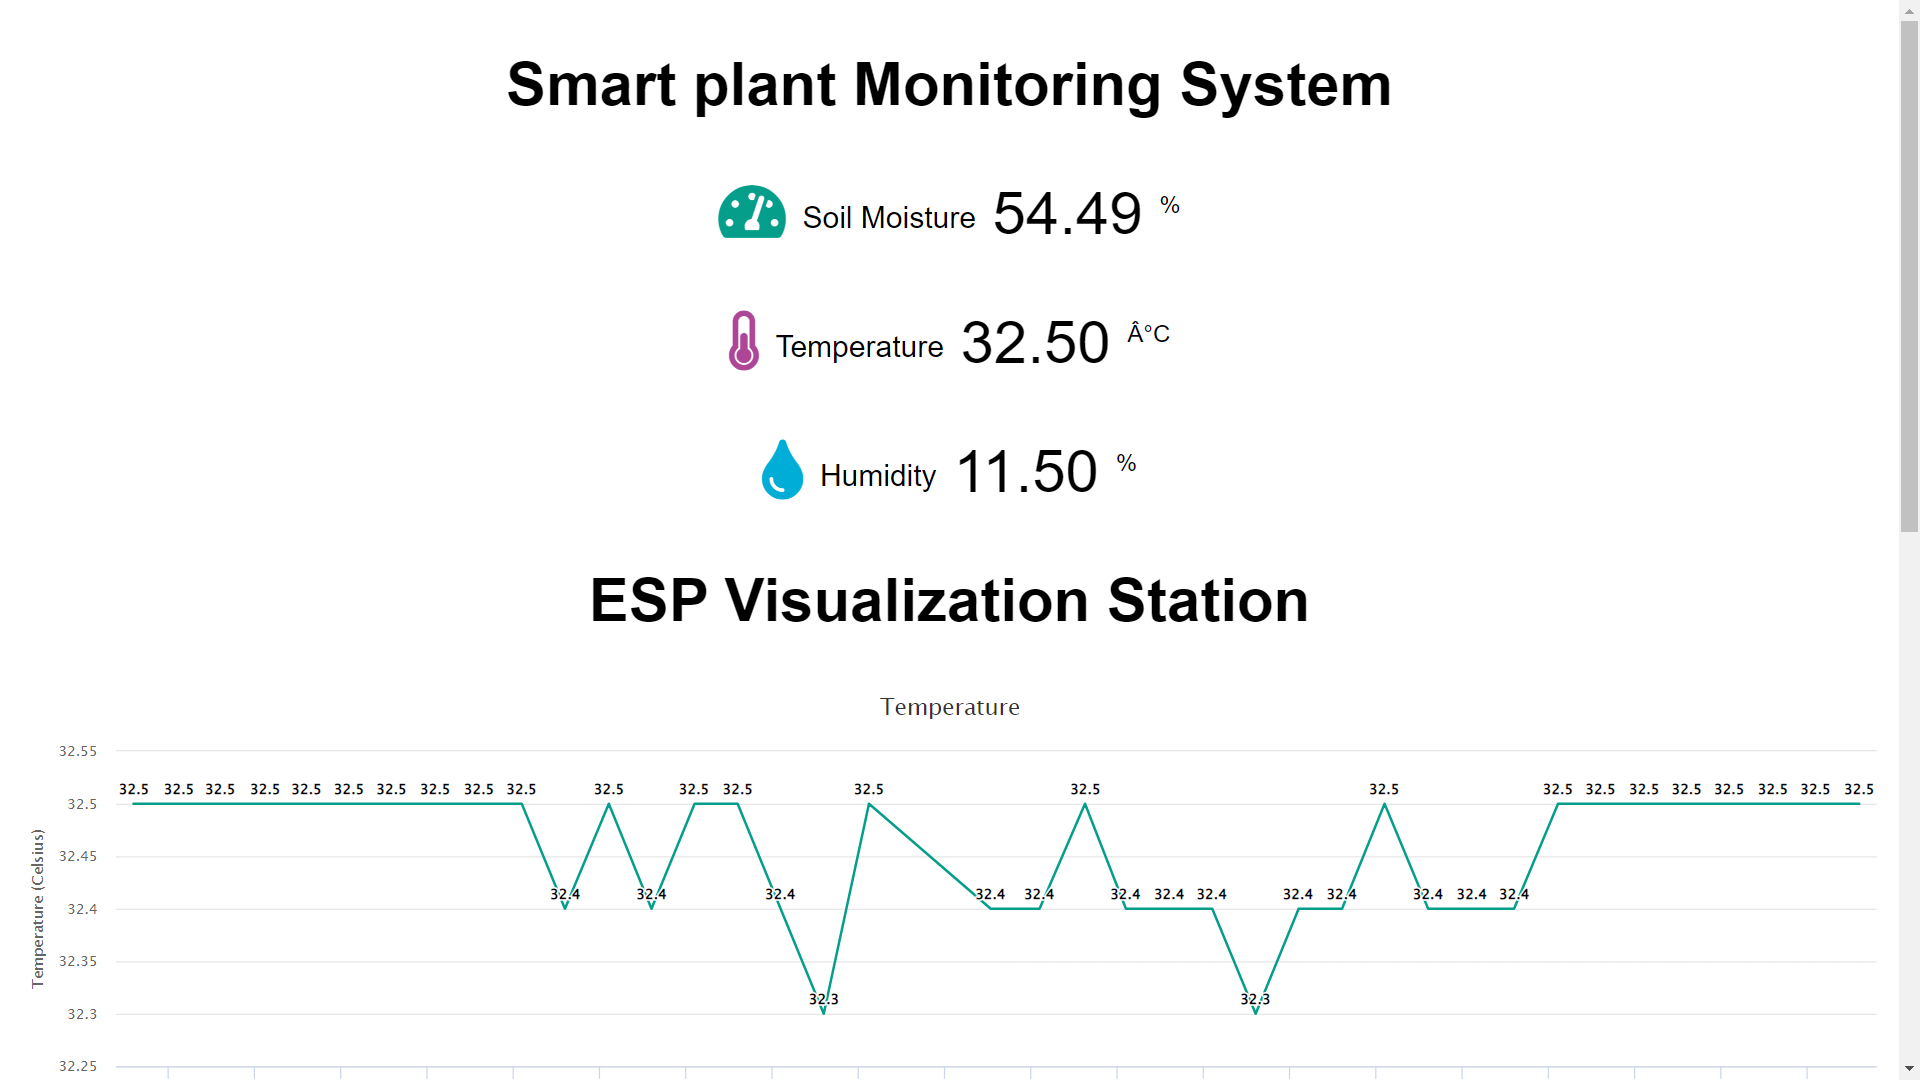 Smart plant Monitoring System
Soil Moisture 54.49 %
Temperature 32.50 Â°C
Humidity 11.50 %
ESP Visualization Station
Temperature
32.55
32.5 32.5 32.5 32.5 32.5 32.5 32.5 32.5 32.5 32.5 32.5 32.5 32.5 32.5 32.5 32.5 32.5 32.5 32.5 32.5 32.5 32.5 32.5 32.5
32.5
32.45
32.4 32.4 32.4 32.4 32.4 32.4 32.4 32.4 32.4 32.4 32.4 32.4 32.4
32.4
Temperature (Celsius)
32.35
32.3 32.3
32.3
32.25